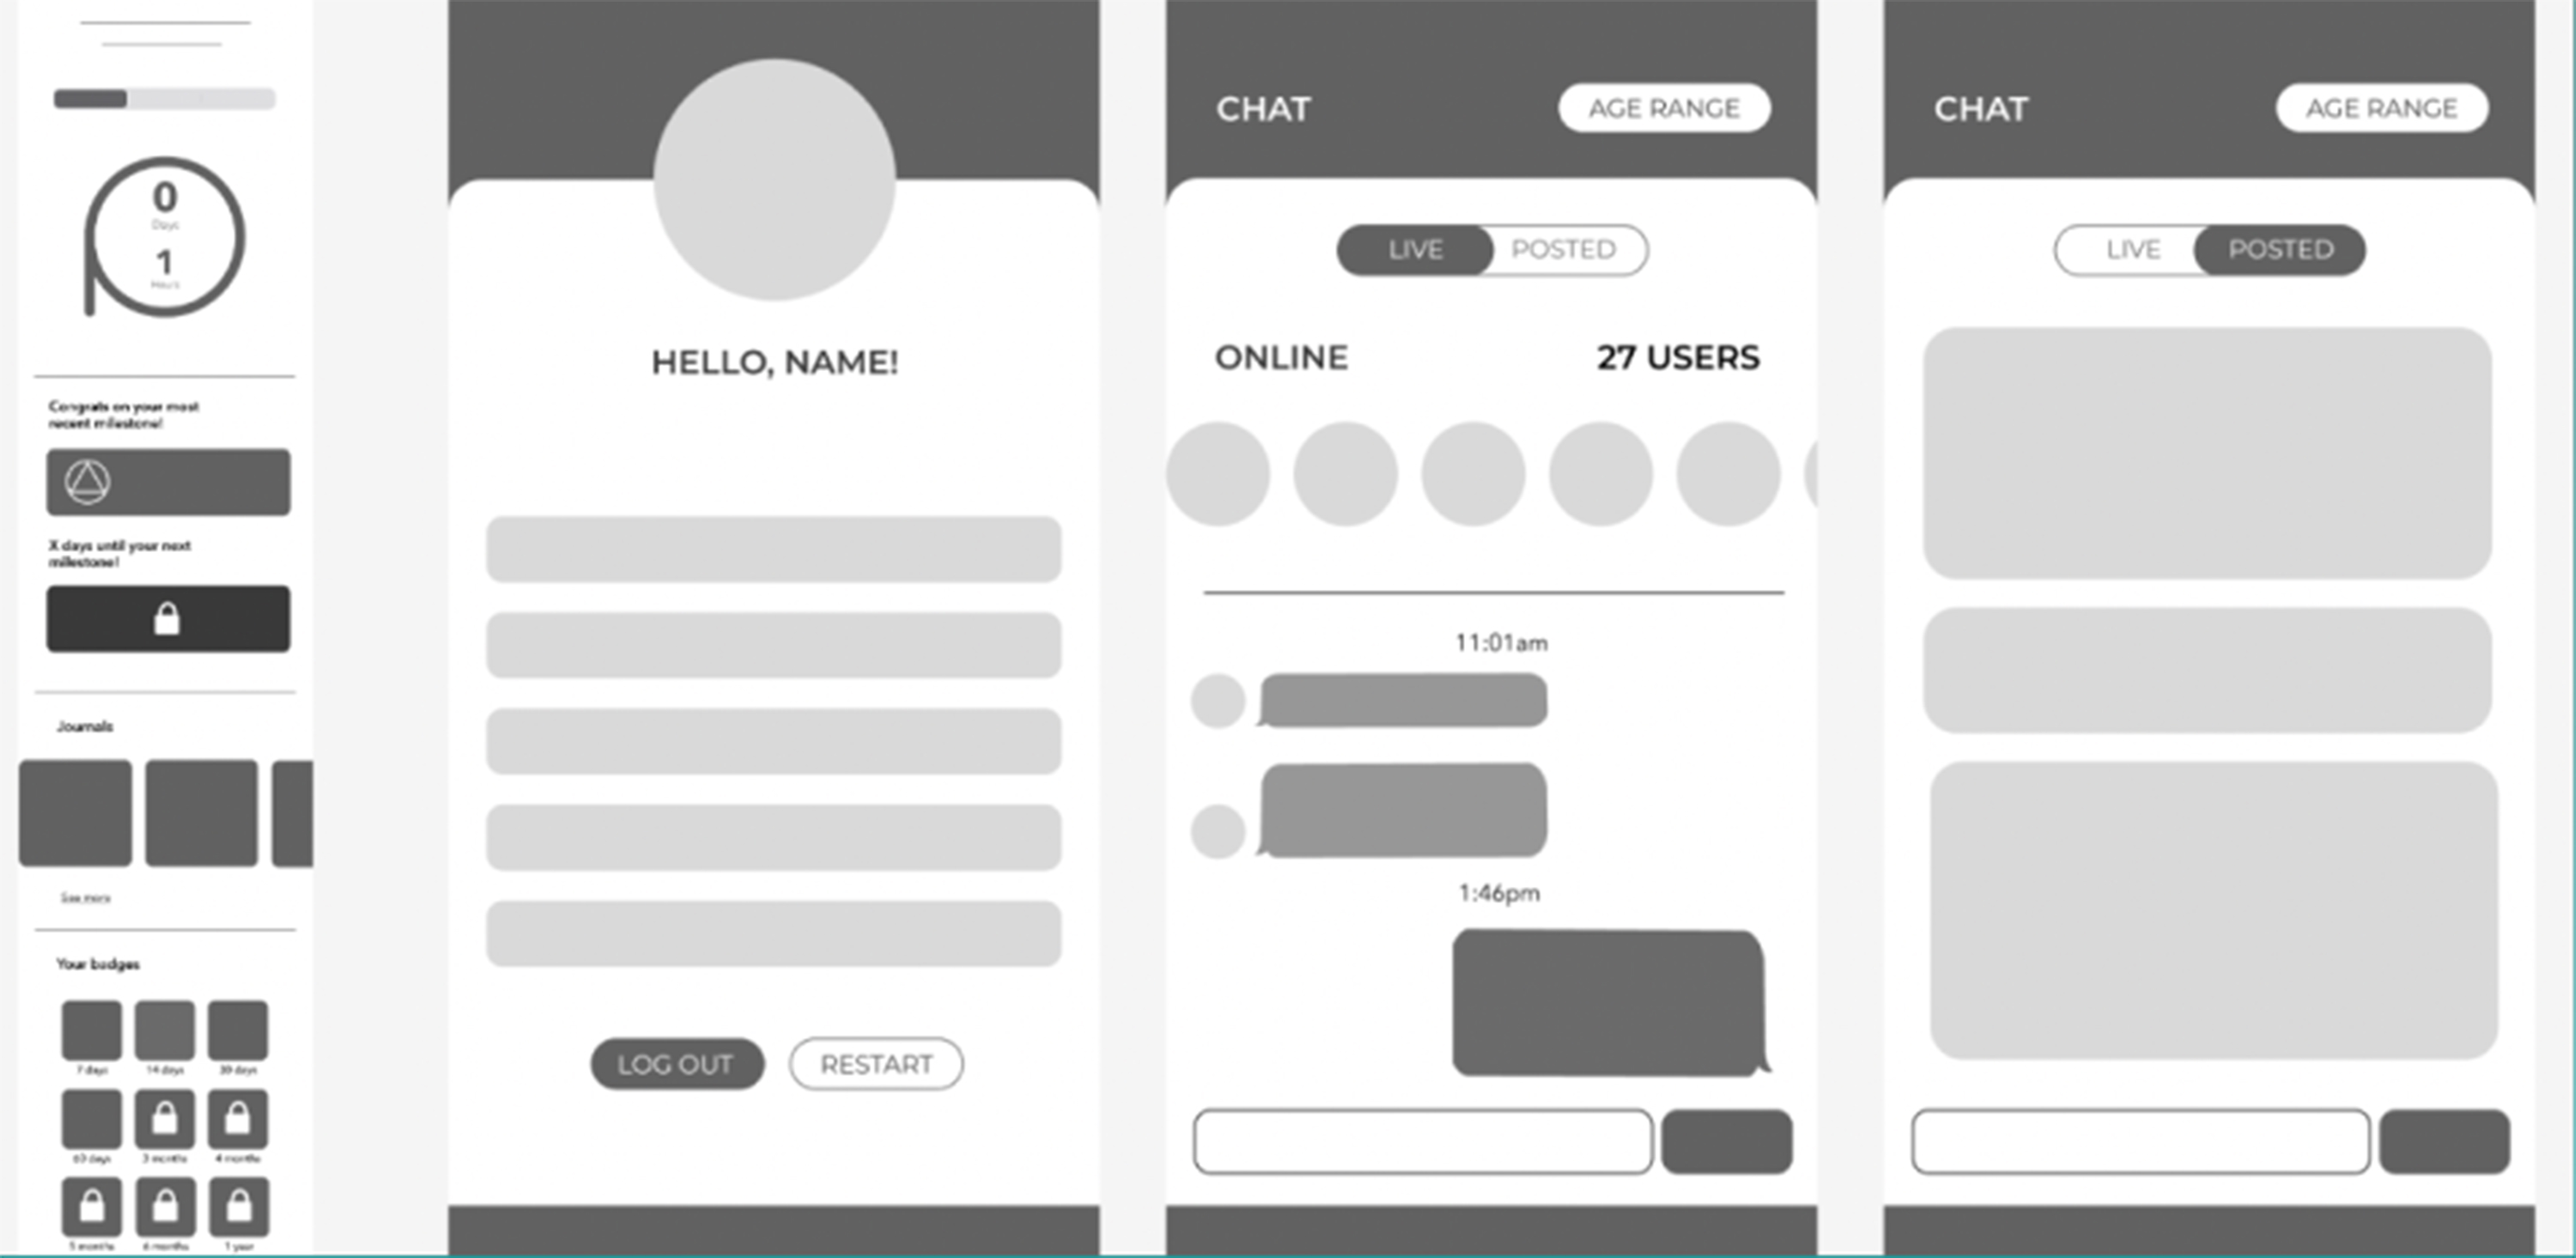 0
Days
1
Hours
Congrats on your most
recent milestone!
X days until your next
milestone!
Journals
See more
Your badges
7 days
14 days
30 days
60 days
3 months
4 months
5 months
6 months
1 year
HELLO, NAME!
LOG OUT
RESTART
CHAT
AGE RANGE
LIVE
POSTED
ONLINE
27 USERS
11:01am
1:46pm
CHAT
AGE RANGE
LIVE
POSTED